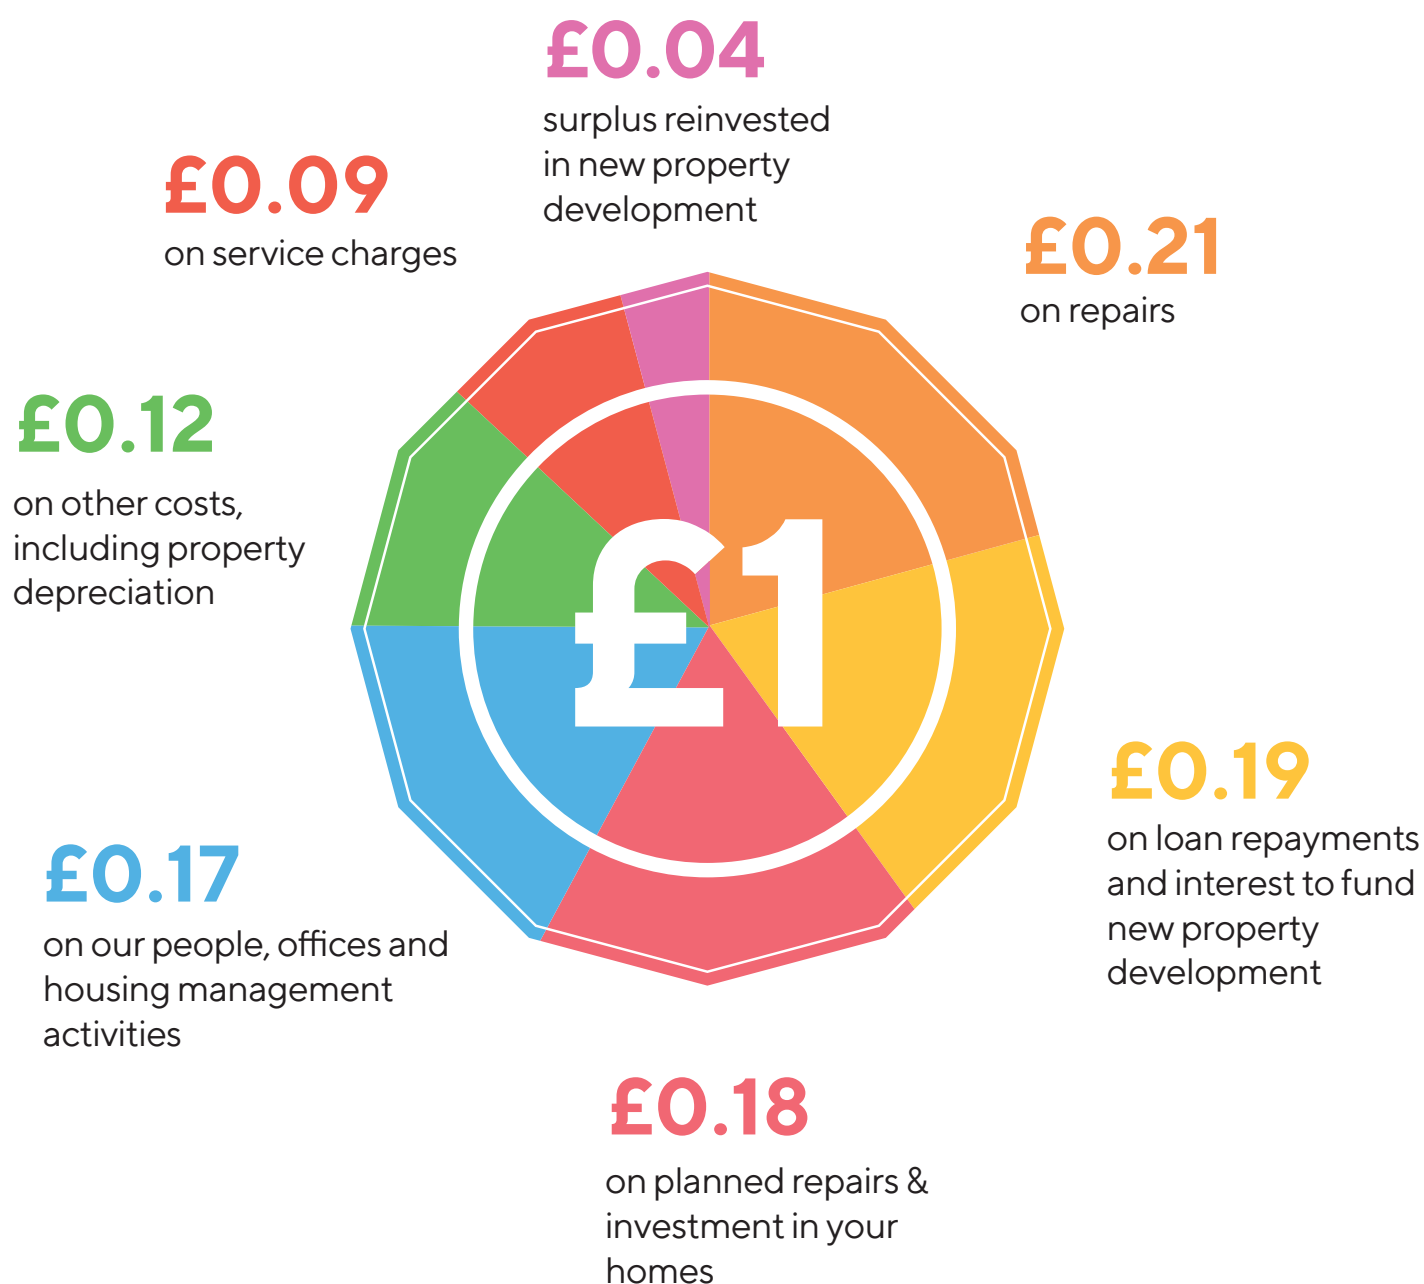 £0.04
surplus reinvested
in new property
development
£0.09
on service charges
£0.21
on repairs
£0.12
on other costs,
including property
depreciation
£1
£0.19
on loan repayments
and interest to fund
new property
development
£0.17
on our people, offices and
housing management
activities
£0.18
on planned repairs &
investment in your
homes